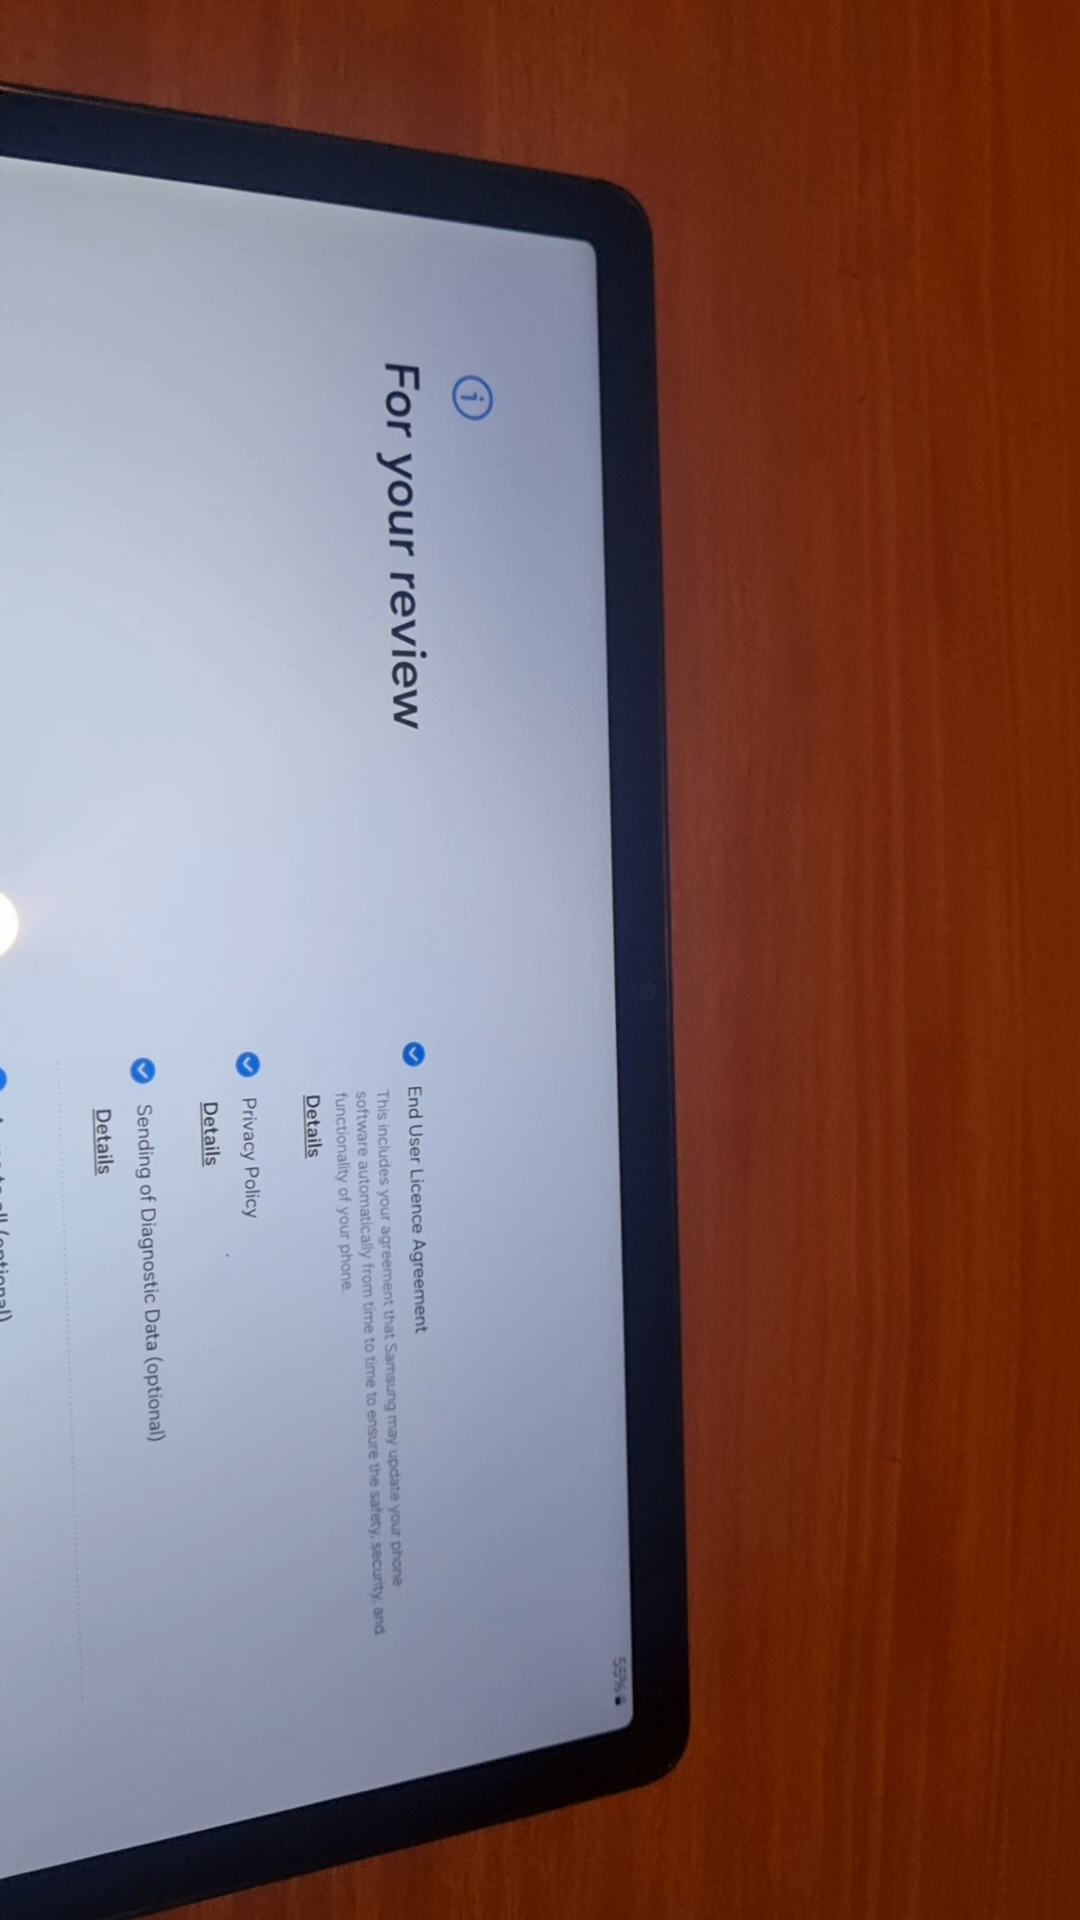 55%
For your review
End User Licence Agreement
This includes your agreement that Samsung may update your phone
software automatically from time to time to ensure the safety, security, and
functionality of your phone.
Details
Privacy Policy
Details
Sending of Diagnostic Data (optional)
Details
all (optional)